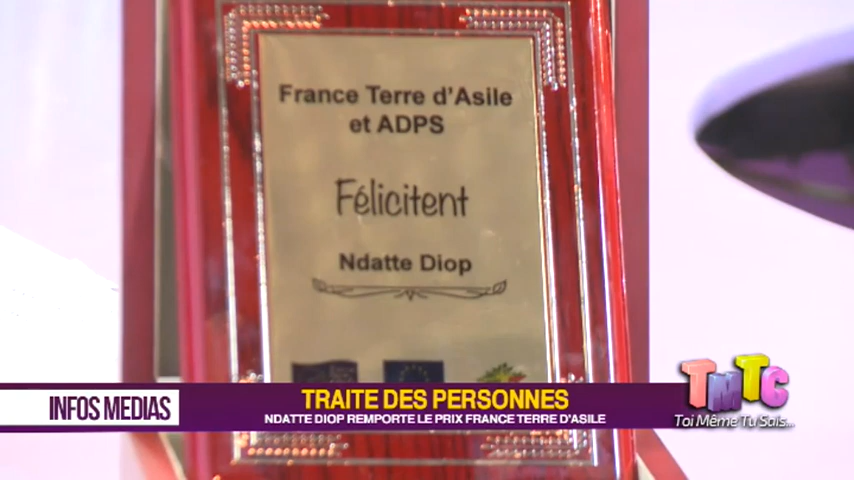 France Terre d'Asile
et ADPS
Félicitent
Ndatte Diop
INFOS MEDIAS
TRAITE DES PERSONNES
NDATTE DIOP REMPORTE LE PRIX FRANCE TERRE D'ASILE
TMTC
Toi Même Tu Sais...